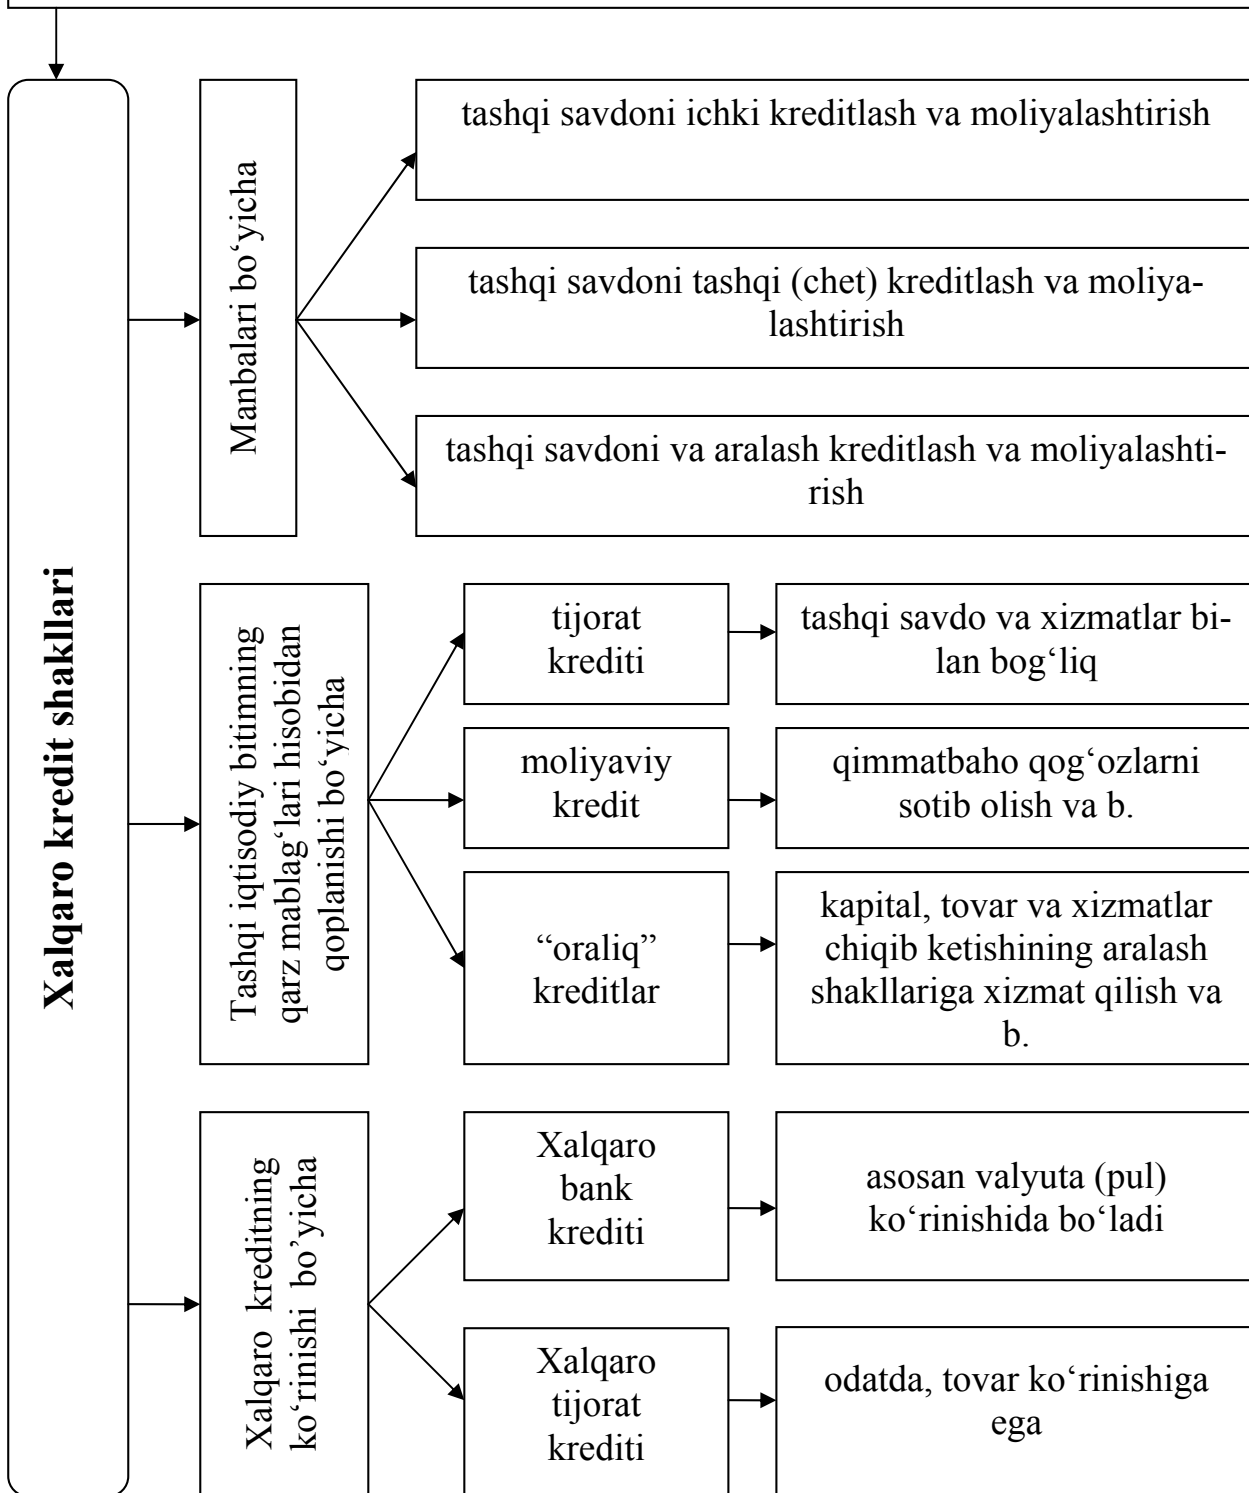 Xalqaro kredit shakllari
Manbalari bo‘yicha
tashqi savdoni ichki kreditlash va moliyalashtirish
tashqi savdoni tashqi (chet) kreditlash va moliya-
lashtirish
tashqi savdoni va aralash kreditlash va moliyalashti-
rish
Tashqi iqtisodiy bitimning
qarz mablag‘lari hisobidan
qoplanishi bo‘yicha
tijorat
krediti
tashqi savdo va xizmatlar bi-
lan bog‘liq
moliyaviy
kredit
qimmatbaho qog‘ozlarni
sotib olish va b.
“oraliq”
kreditlar
kapital, tovar va xizmatlar
chiqib ketishining aralash
shakllariga xizmat qilish va
b.
Xalqaro kreditning
ko‘rinishi bo’yicha
Xalqaro
bank
krediti
asosan valyuta (pul)
ko‘rinishida bo‘ladi
Xalqaro
tijorat
krediti
odatda, tovar ko‘rinishiga
ega